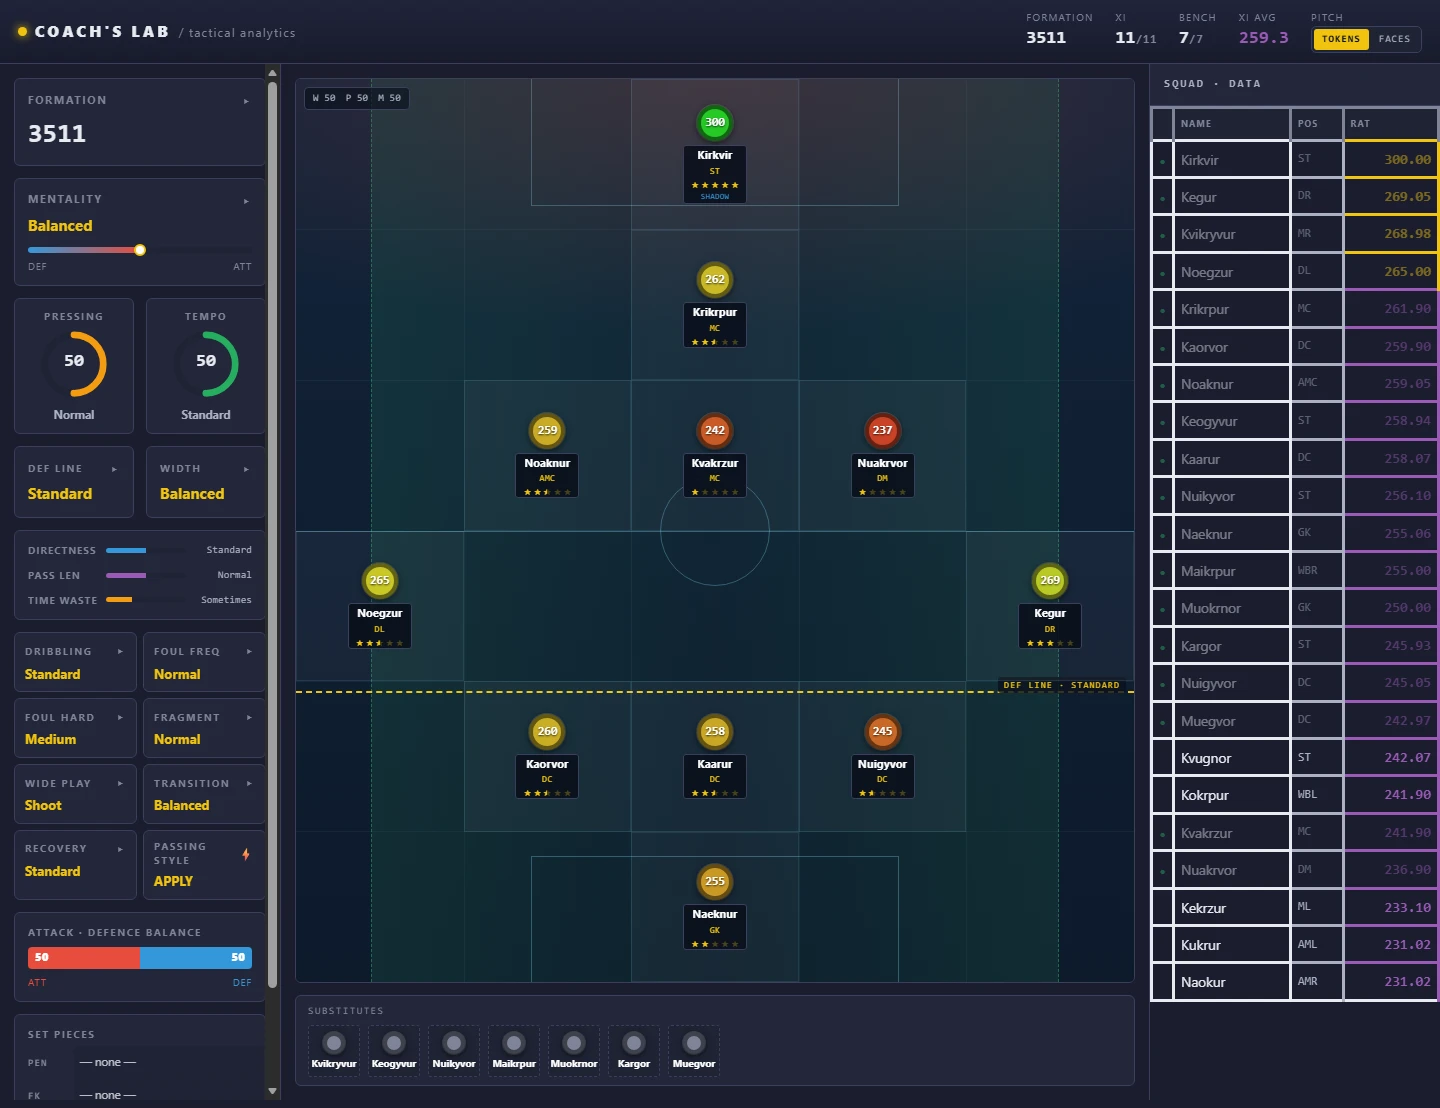 COACH'S LAB / tactical analytics
FORMATION
3511
XI
11/11
BENCH
7/7
XI AVG
259.3
PITCH
TOKENS FACES
FORMATION ▸
3511
MENTALITY ▸
Balanced
DEF ATT
PRESSING
50
Normal
TEMPO
50
Standard
DEF LINE ▸
Standard
WIDTH ▸
Balanced
DIRECTNESS Standard
PASS LEN Normal
TIME WASTE Sometimes
DRIBBLING ▸
Standard
FOUL FREQ ▸
Normal
FOUL HARD ▸
Medium
FRAGMENT ▸
Normal
WIDE PLAY ▸
Shoot
TRANSITION ▸
Balanced
RECOVERY ▸
Standard
PASSING
STYLE
APPLY
ATTACK · DEFENCE BALANCE
50 50
ATT DEF
SET PIECES
PEN — none —
FK — none —
W 50 P 50 M 50
300
Kirkvir
ST
★★★★★
SHADOW
262
Krikrpur
MC
259
Noaknur
AMC
242
Kvakrzur
MC
237
Nuakrvor
DM
265
Noegzur
DL
269
Kegur
DR
DEF LINE · STANDARD
260
Kaorvor
DC
258
Kaarur
DC
245
Nuigyvor
DC
255
Naeknur
GK
SUBSTITUTES
Kvikryvur Keogyvur Nuikyvor Maikrpur Muokrnor Kargor Muegvor
SQUAD · DATA
NAME POS RAT
Kirkvir ST 300.00
Kegur DR 269.05
Kvikryvur MR 268.98
Noegzur DL 265.00
Krikrpur MC 261.90
Kaorvor DC 259.90
Noaknur AMC 259.05
Keogyvur ST 258.94
Kaarur DC 258.07
Nuikyvor ST 256.10
Naeknur GK 255.06
Maikrpur WBR 255.00
Muokrnor GK 250.00
Kargor ST 245.93
Nuigyvor DC 245.05
Muegvor DC 242.97
Kvugnor ST 242.07
Kokrpur WBL 241.90
Kvakrzur MC 241.90
Nuakrvor DM 236.90
Kekrzur ML 233.10
Kukrur AML 231.02
Naokur AMR 231.02